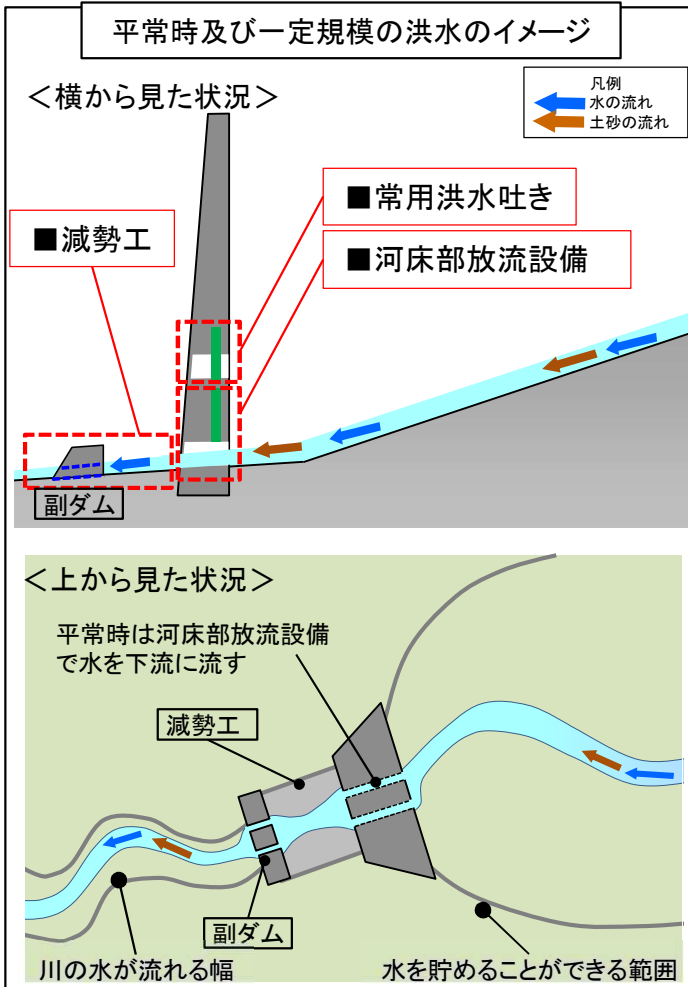 平常時及び一定規模の洪水のイメージ
＜横から見た状況＞
凡例
水の流れ
土砂の流れ
■常用洪水吐き
■減勢工
■河床部放流設備
副ダム
＜上から見た状況＞
平常時は河床部放流設備
で水を下流に流す
減勢工
副ダム
川の水が流れる幅
水を貯めることができる範囲